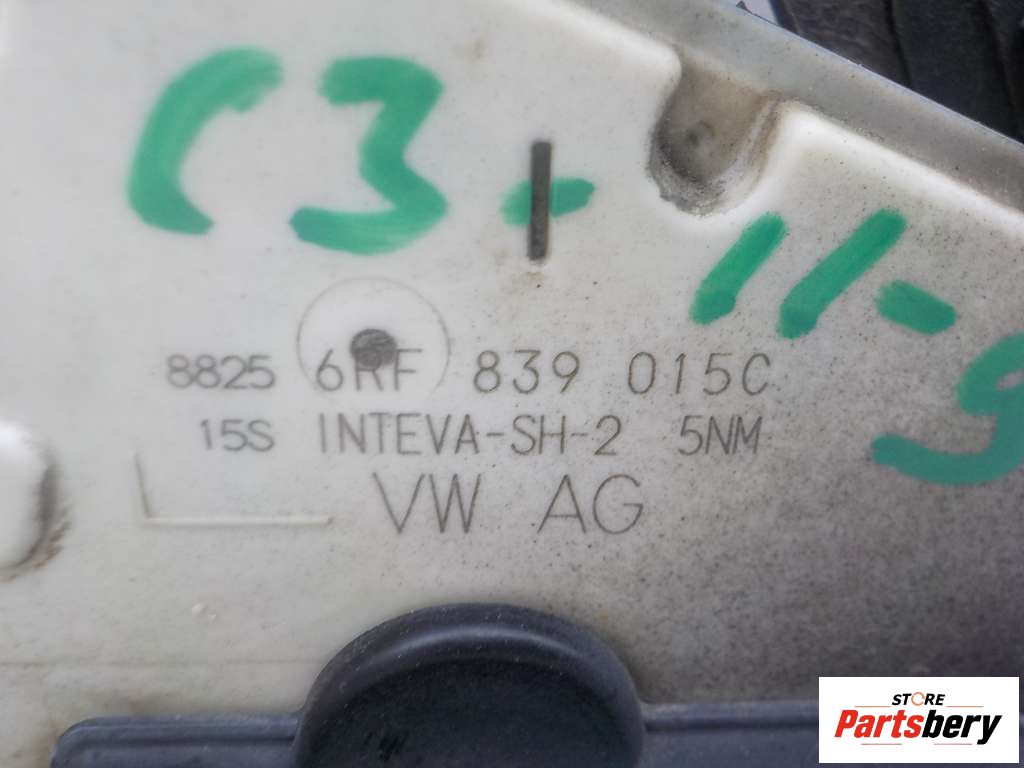 C3-11-9
8825 6RF 839 015C
15S INTEVA-SH-2 5NM
VW AG
STORE
Partsbery